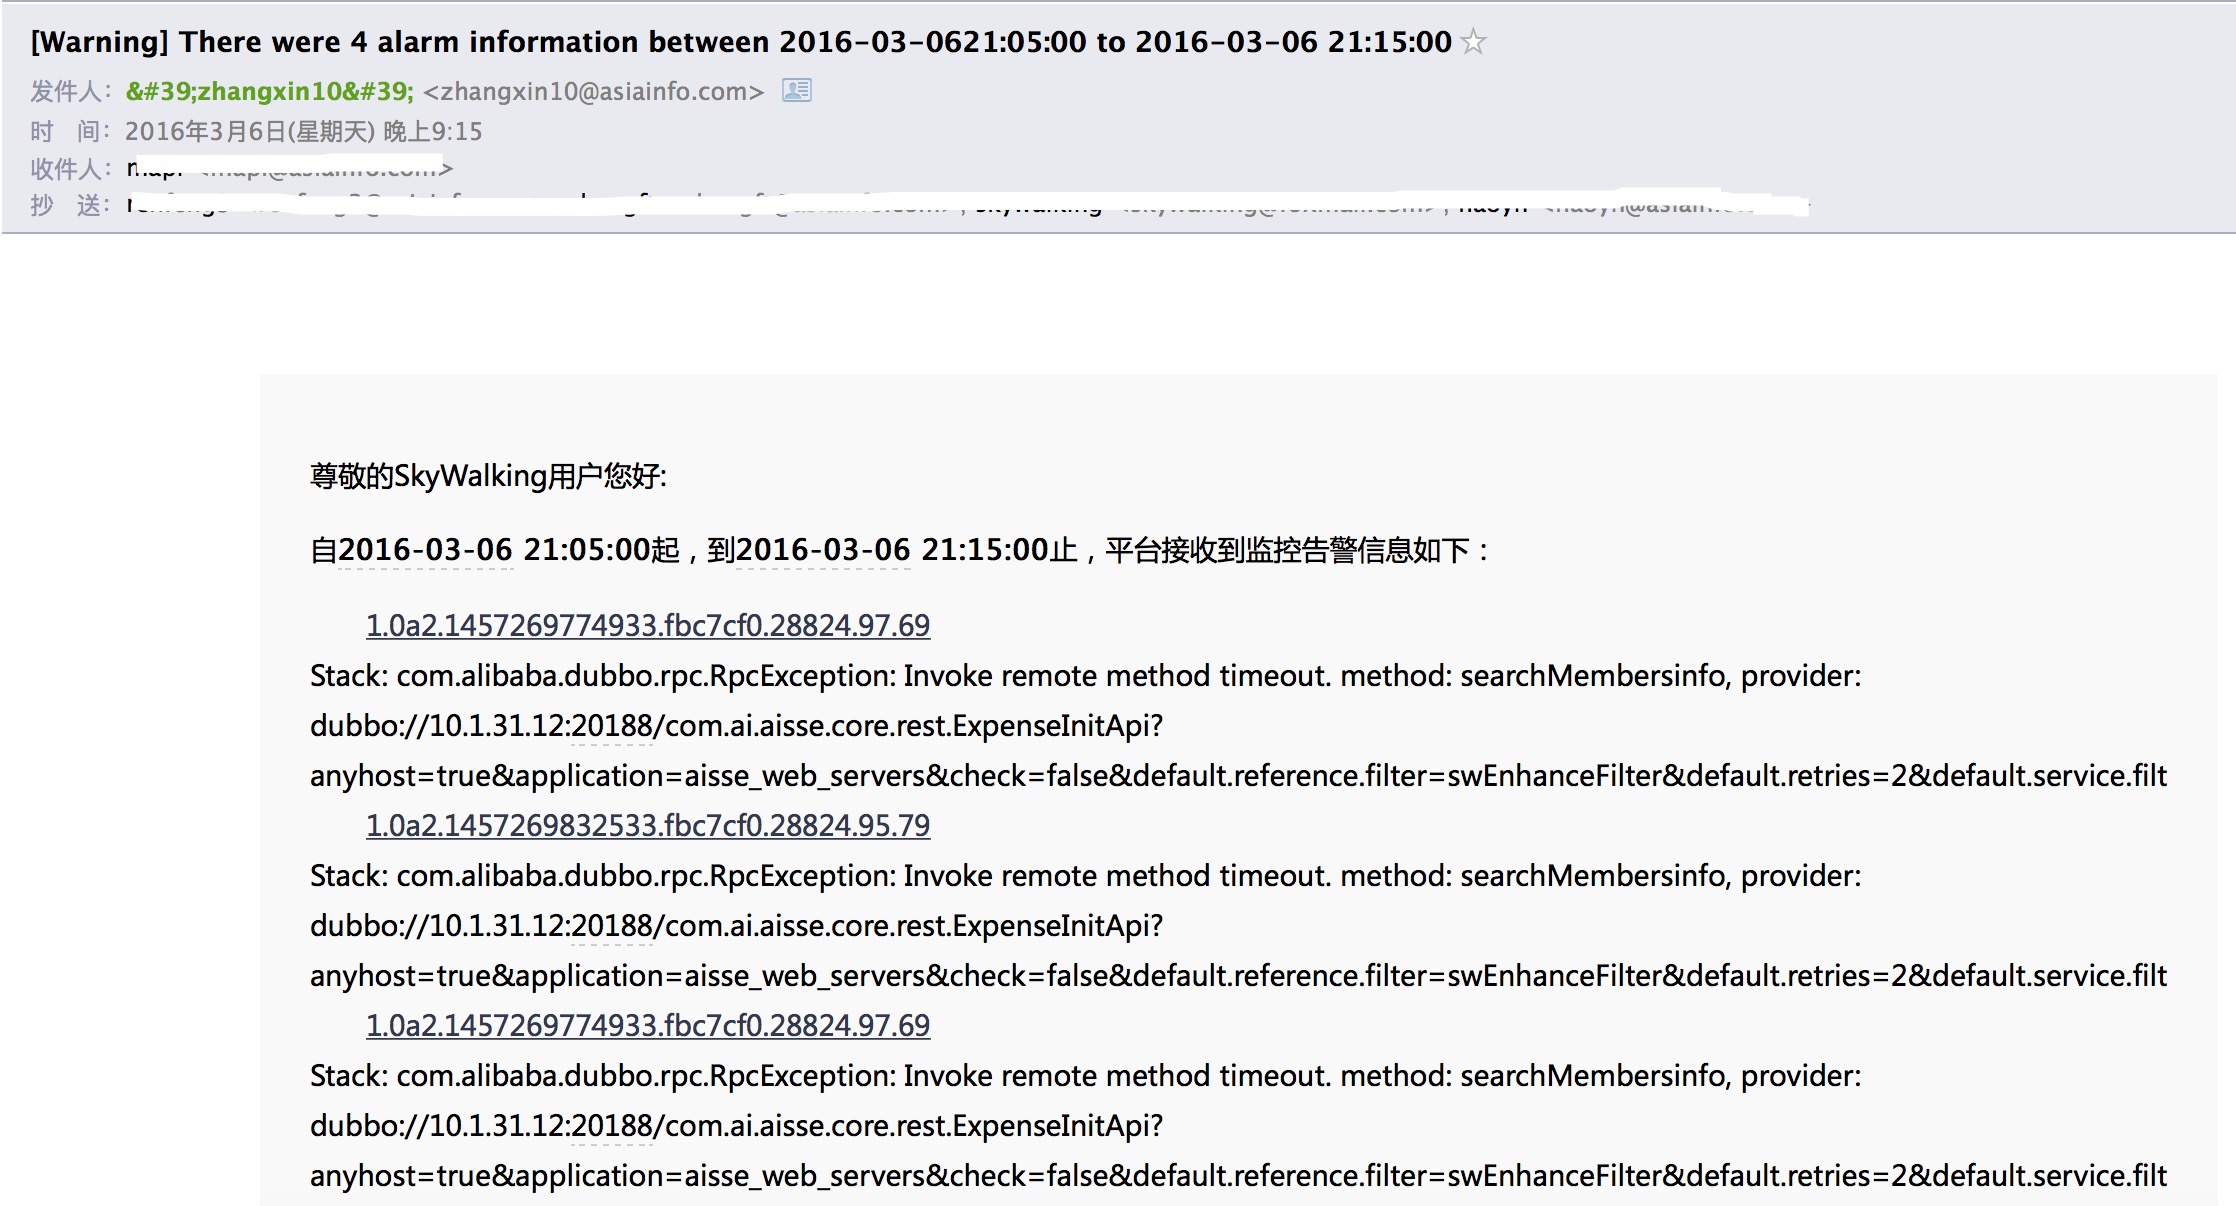 [Warning] There were 4 alarm information between 2016-03-0621:05:00 to 2016-03-06 21:15:00
发件人: &#39;zhangxin10&#39; <zhangxin10@asiainfo.com>
时 间: 2016年3月6日(星期天) 晚上9:15
收件人:
抄 送:
尊敬的SkyWalking用户您好:
自2016-03-06 21:05:00起，到2016-03-06 21:15:00止，平台接收到监控告警信息如下：
1.0a2.1457269774933.fbc7cf0.28824.97.69
Stack: com.alibaba.dubbo.rpc.RpcException: Invoke remote method timeout. method: searchMembersinfo, provider:
dubbo://10.1.31.12:20188/com.ai.aisse.core.rest.ExpenseInitApi?
anyhost=true&application=aisse_web_servers&check=false&default.reference.filter=swEnhanceFilter&default.retries=2&default.service.filt
1.0a2.1457269832533.fbc7cf0.28824.95.79
Stack: com.alibaba.dubbo.rpc.RpcException: Invoke remote method timeout. method: searchMembersinfo, provider:
dubbo://10.1.31.12:20188/com.ai.aisse.core.rest.ExpenseInitApi?
anyhost=true&application=aisse_web_servers&check=false&default.reference.filter=swEnhanceFilter&default.retries=2&default.service.filt
1.0a2.1457269774933.fbc7cf0.28824.97.69
Stack: com.alibaba.dubbo.rpc.RpcException: Invoke remote method timeout. method: searchMembersinfo, provider:
dubbo://10.1.31.12:20188/com.ai.aisse.core.rest.ExpenseInitApi?
anyhost=true&application=aisse_web_servers&check=false&default.reference.filter=swEnhanceFilter&default.retries=2&default.service.filt